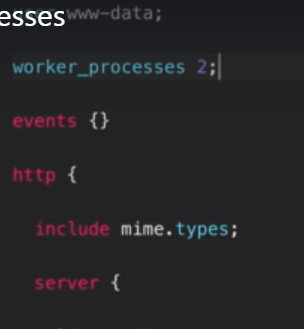 esses www-data;
worker_processes 2;
events {}
http {
include mime.types;
server {